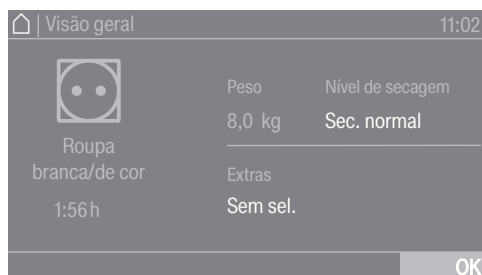 | Visão geral 11:02
Peso Nível de secagem
8,0 kg Sec. normal
Roupa
branca/de cor
1:56 h
Extras
Sem sel.
OK